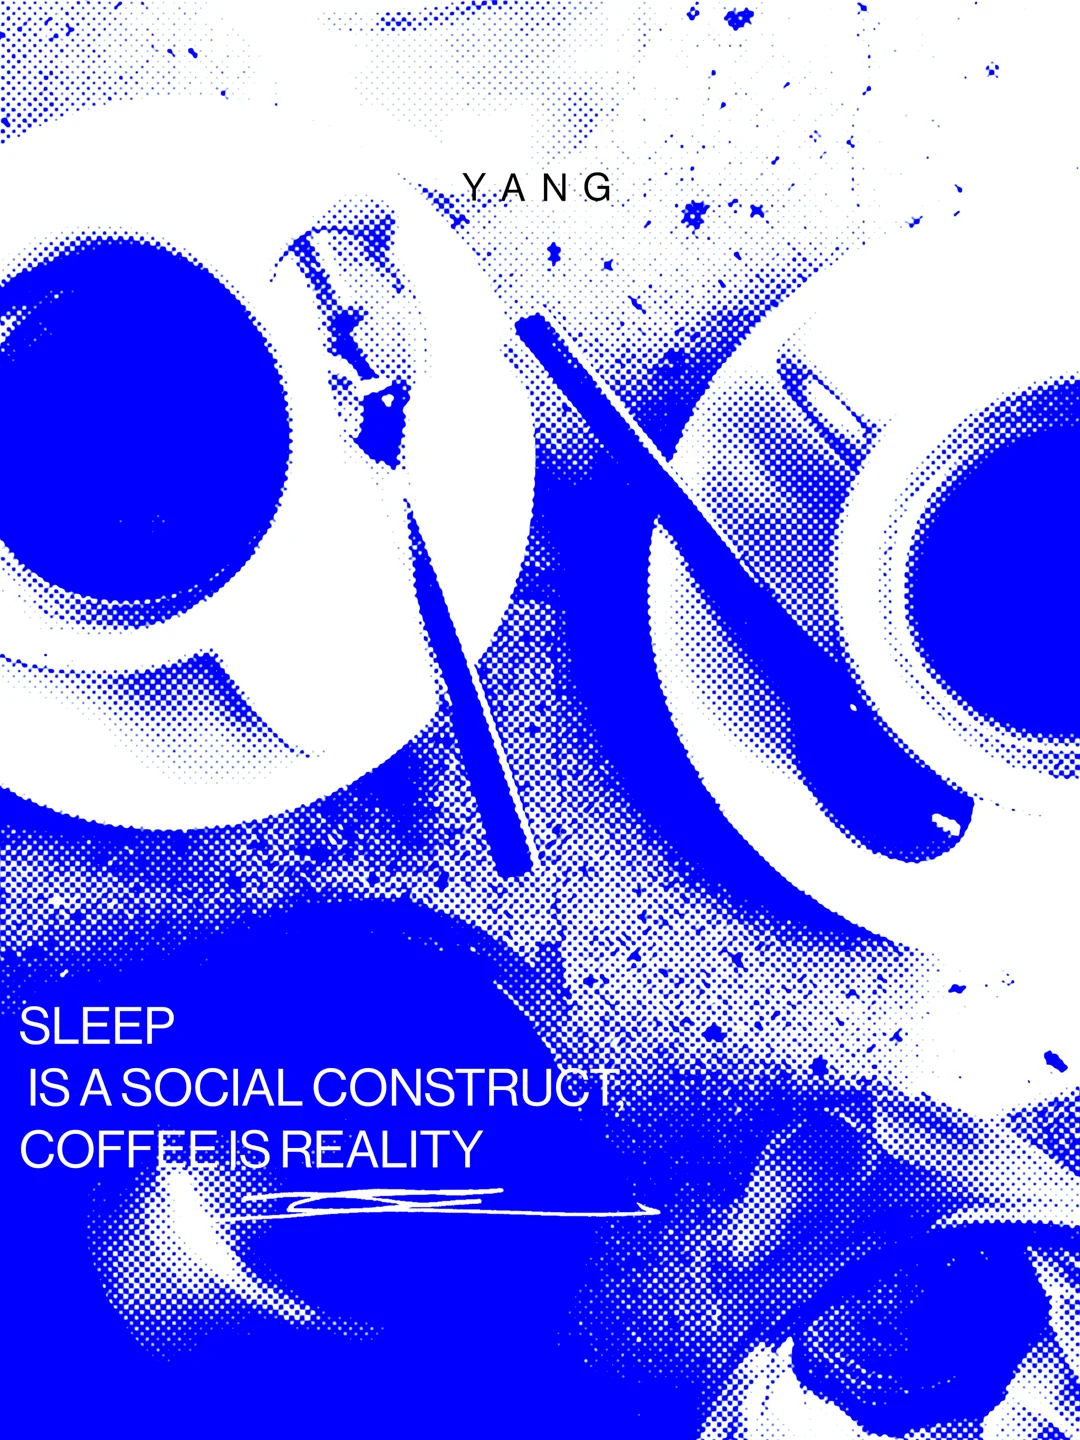 YANG
SLEEP
IS A SOCIAL CONSTRUCT,
COFFEE IS REALITY